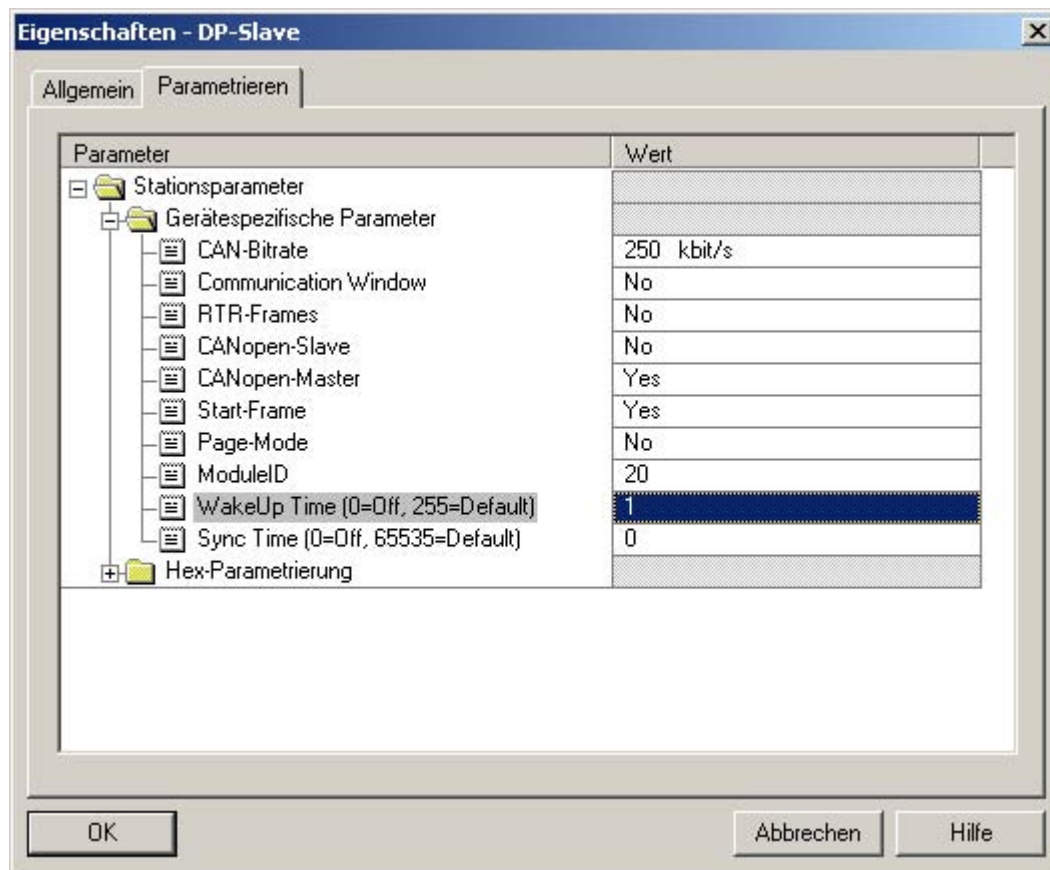 Eigenschaften - DP-Slave
Allgemein Parametrieren
Parameter Wert
Stationsparameter
Gerätespezifische Parameter
CAN-Bitrate 250 kbit/s
Communication Window No
RTR-Frames No
CANopen-Slave No
CANopen-Master Yes
Start-Frame Yes
Page-Mode No
ModuleID 20
WakeUp Time (0=Off, 255=Default) 1
Sync Time (0=Off, 65535=Default) 0
Hex-Parametrierung
OK Abbrechen Hilfe